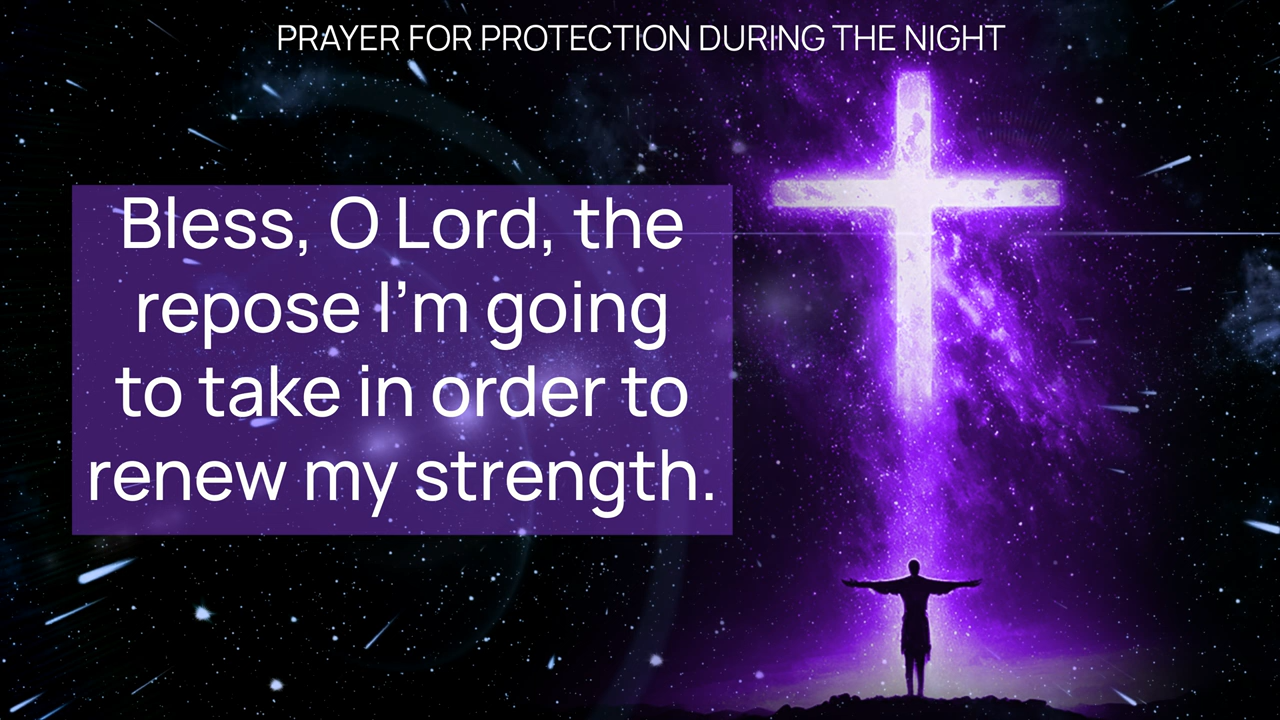 PRAYER FOR PROTECTION DURING THE NIGHT
Bless, O Lord, the
repose I’m going
to take in order to
renew my strength.